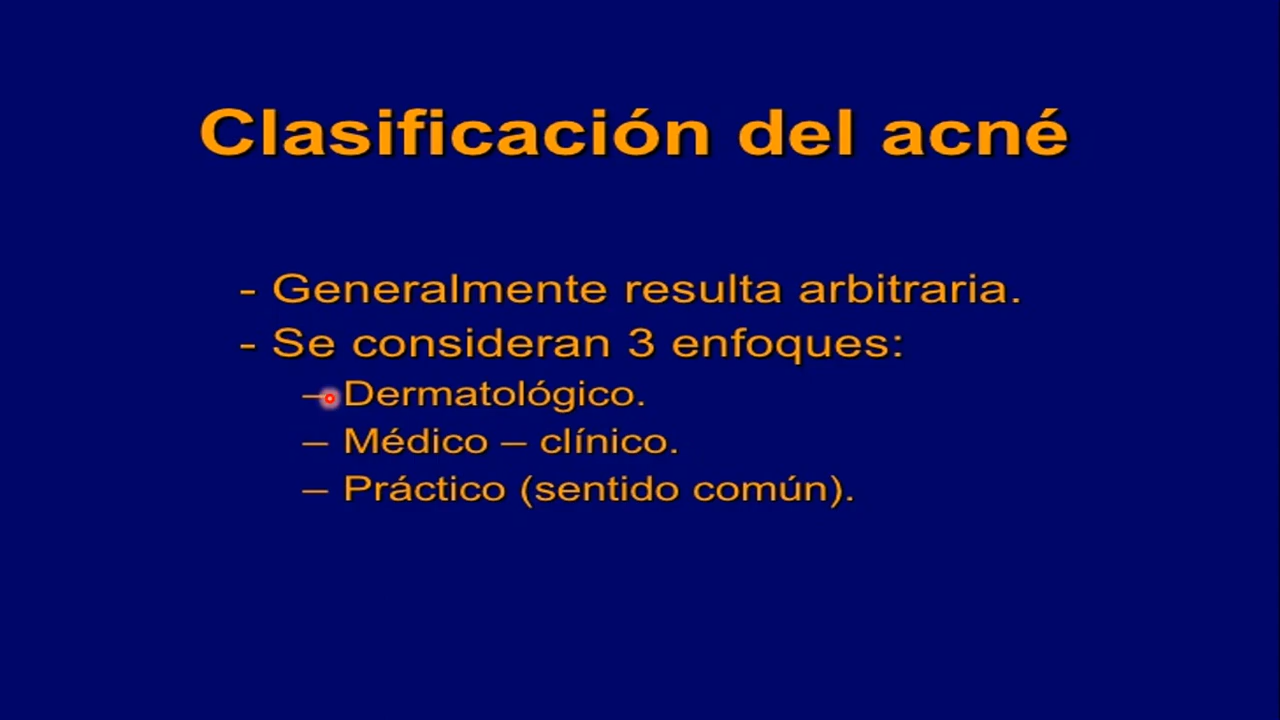 Clasificación del acné
- Generalmente resulta arbitraria.
- Se consideran 3 enfoques:
– Dermatológico.
– Médico – clínico.
– Práctico (sentido común).